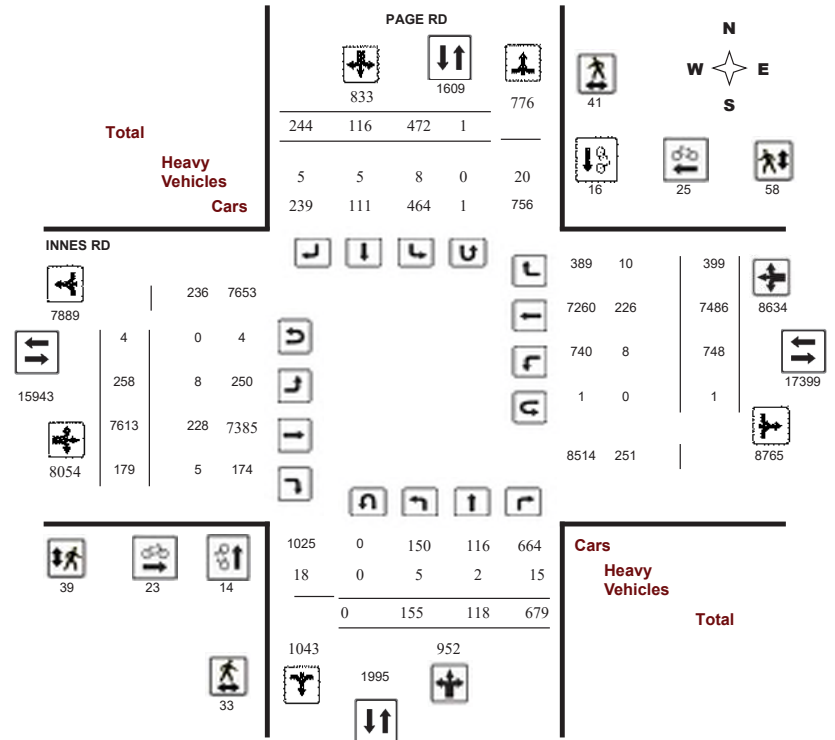 PAGE RD
N
W E
S
833 1609 776 41
Total 244 116 472 1
Heavy
Vehicles 5 5 8 0 20
Cars 239 111 464 1 756
16 25 58
INNES RD
236 7653 389 10 399
7889 7260 226 7486 8634
4 0 4 740 8 748
15943 258 8 250 17399
7613 228 7385 1 0 1
8054 179 5 174 8514 251 8765
39 23 14
1025 0 150 116 664 Cars
18 0 5 2 15 Heavy
Vehicles
0 155 118 679 Total
1043 952
1995
33